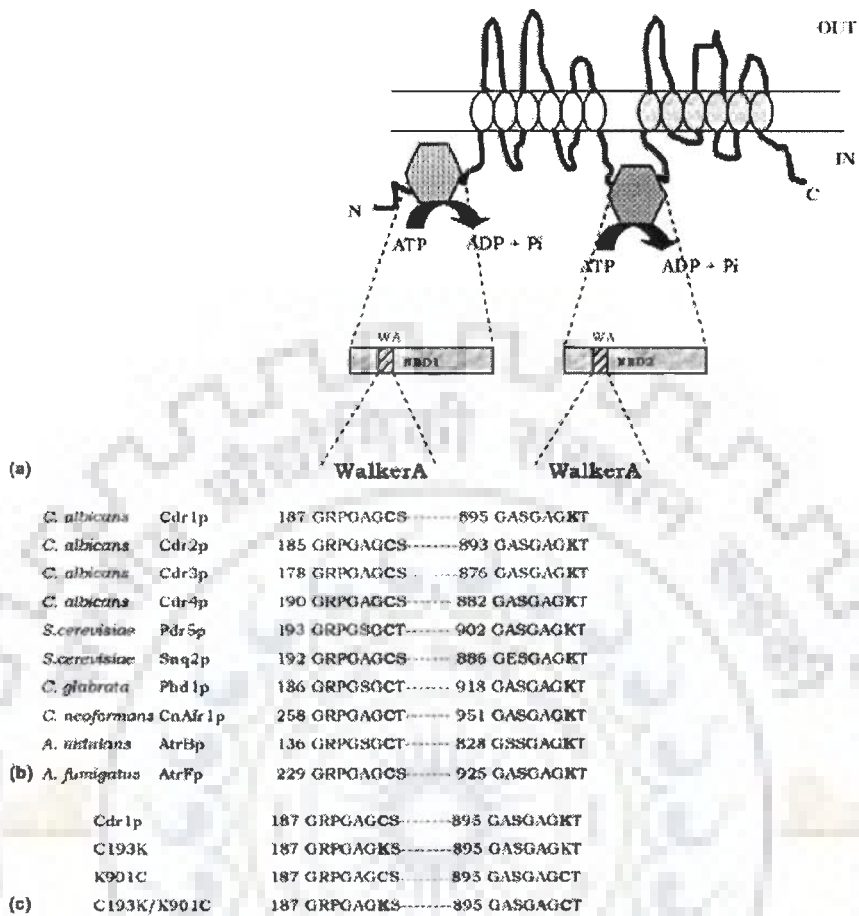 OUT
IN
N
C
ATP
ADP + Pi
ATP
ADP + Pi
WA
NBD1
WA
NBD2
(a)
WalkerA
WalkerA
C. albicans Cdr1p 187 GRPGAGCS-------895 GASGAGKT
C. albicans Cdr2p 185 GRPGAGCS-------893 GASGAGKT
C. albicans Cdr3p 178 GRPGAGCS-------876 GASGAGKT
C. albicans Cdr4p 190 GRPGAGCS-------882 GASGAGKT
S.cerevisiae Pdr5p 193 GRPGSGCT-------902 GASGAGKT
S.cerevisiae Snq2p 192 GRPGAGCS-------886 GESGAGKT
C. glabrata Pbd1p 186 GRPGSGCT-------918 GASGAGKT
C. neoformans CnAfr1p 258 GRPGAGCT-------951 GASGAGKT
A. nidulans AtrBp 136 GRPGSGCT-------828 GSSGAGKT
(b) A. fumigatus AtrFp 229 GRPGAGCS-------925 GASGAGKT
Cdr1p 187 GRPGAGCS-------895 GASGAGKT
C193K 187 GRPGAGKS-------895 GASGAGKT
K901C 187 GRPGAGCS-------895 GASGAGCT
(c) C193K/K901C 187 GRPGAGKS-------895 GASGAGCT